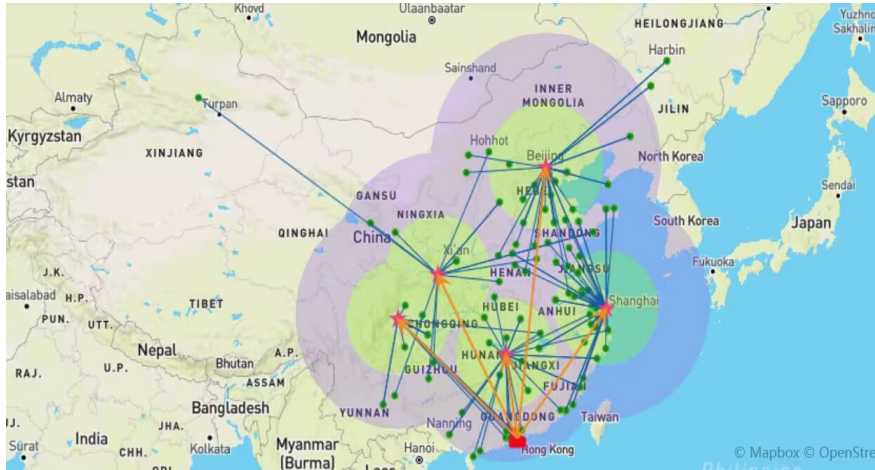 Khovd
Ulaanbaatar
HEILONGJIANG
Yuzhno
Sakhalin
Mongolia
Harbin
Sainshand
Almaty
Turpan
INNER
MONGOLIA
JILIN
Sapporo
Kyrgyzstan
Hohhot
Beijing
North Korea
stan
XINJIANG
HEBEI
Sendai
GANSU
NINGXIA
South Korea
Japan
QINGHAI
China
Xi'an
SHANDONG
Fukuoka
J.K.
HENAN
JIANGSU
aisalabad
H.P.
TIBET
HUBEI
ANHUI
Shanghai
PUN.
UTT.
CHONGQING
Nepal
A.P.
HUNAN
JIANGXI
RAJ.
U.P.
Bhutan
GUIZHOU
FUJIAN
ASSAM
Bangladesh
YUNNAN
GUANGDONG
Taiwan
JHA.
Nanning
India
Kolkata
Myanmar
(Burma)
Hanoi
Hong Kong
Surat
CHH.
Laos
© Mapbox © OpenStre
Philippine